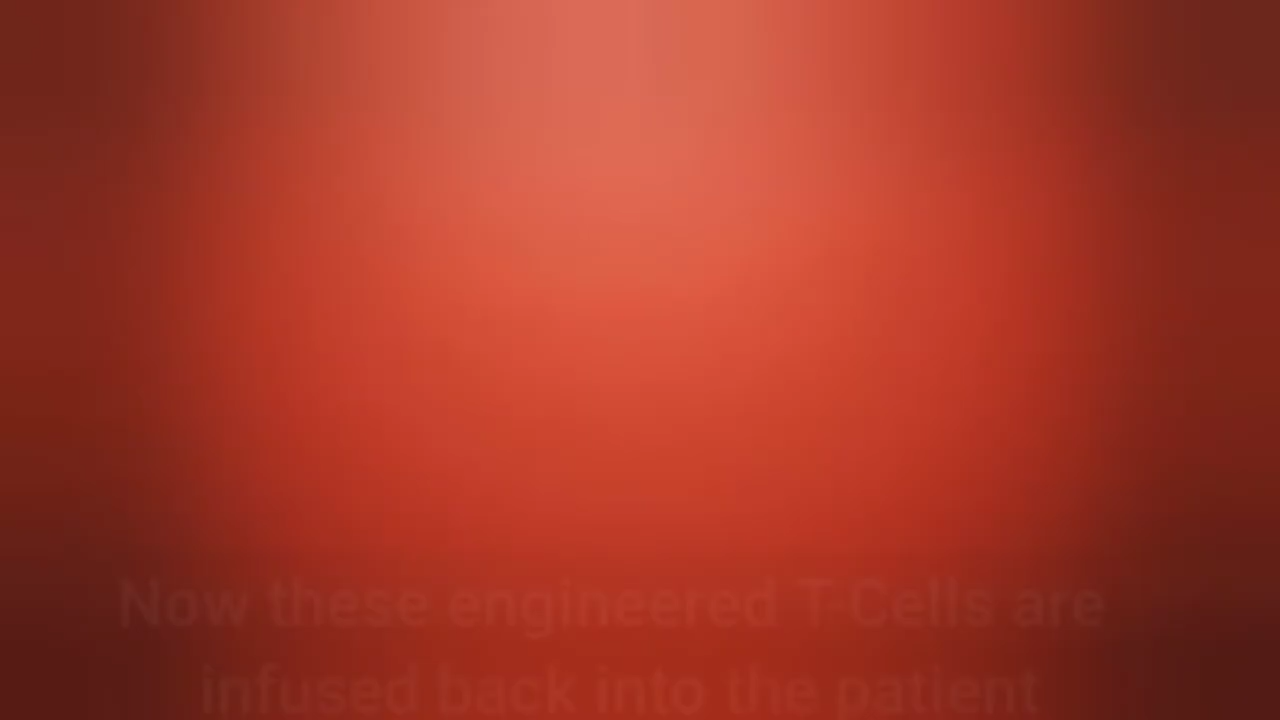 Now these engineered T-Cells are
infused back into the patient